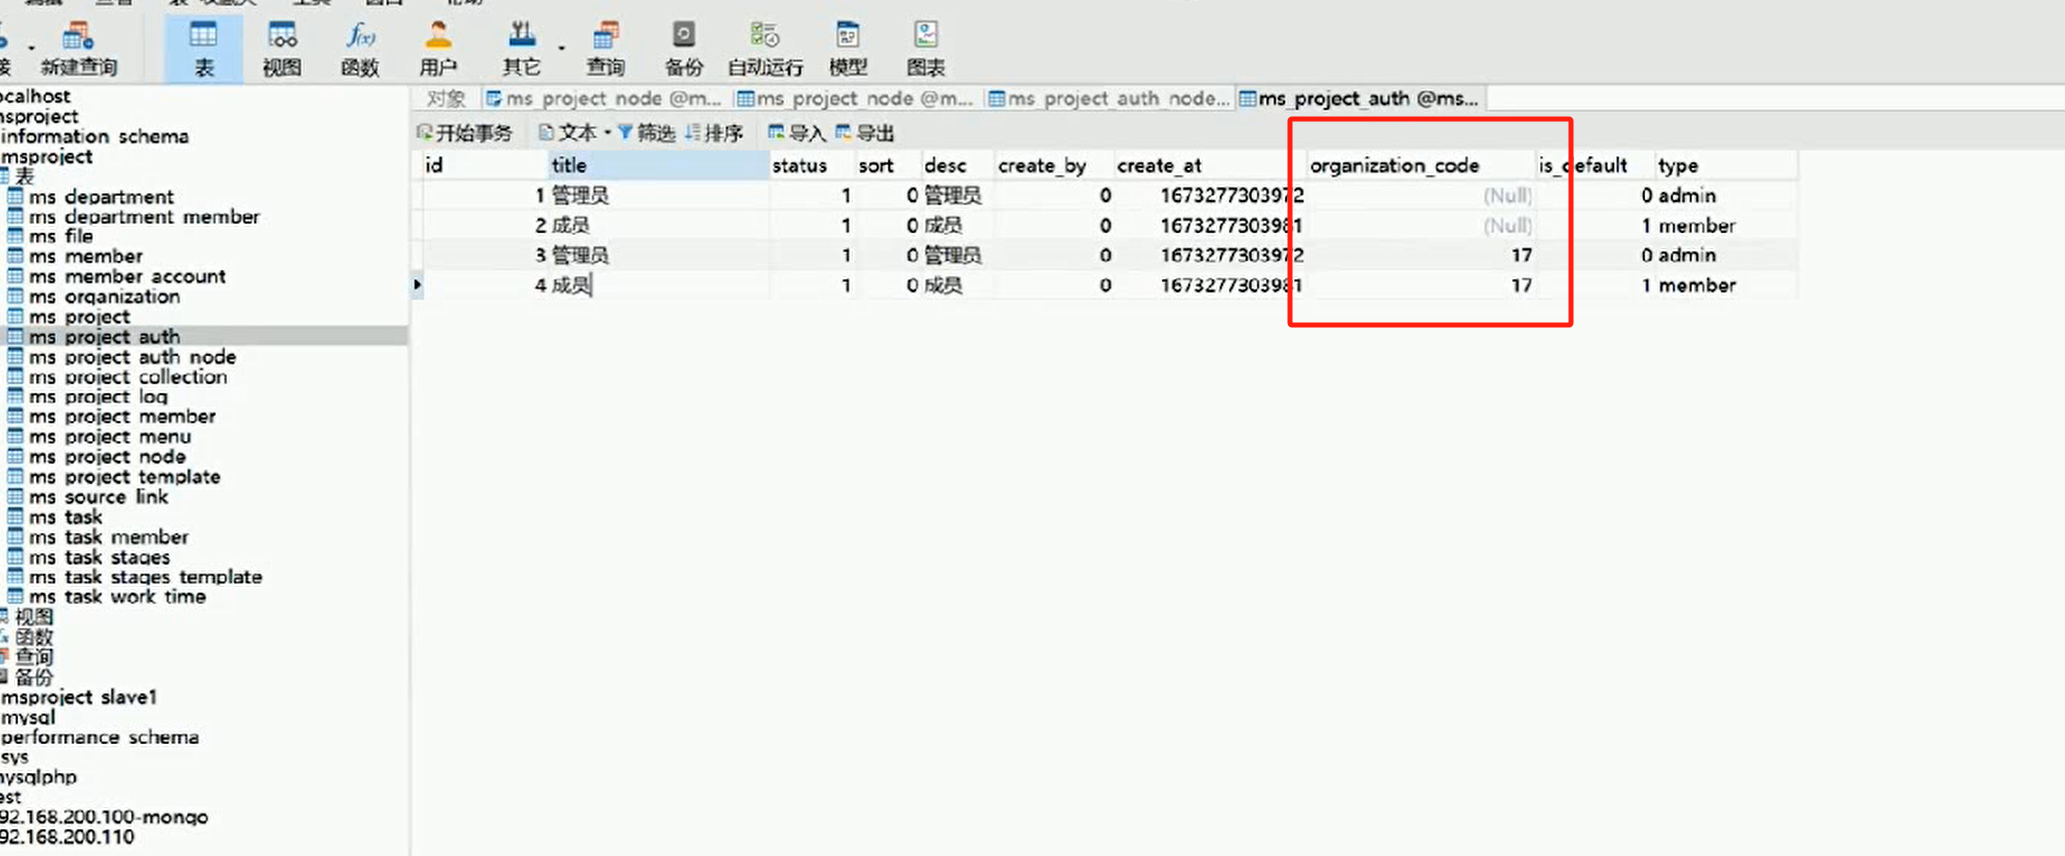 新建查询
表
视图
函数
用户
其它
查询
备份
自动运行
模型
图表
对象
ms_project_node @m...
ms_project_node @m...
ms_project_auth_node...
ms_project_auth @ms...
开始事务
文本
筛选
排序
导入
导出
id title status sort desc create_by create_at organization_code is_default type
1 管理员 1 0 管理员 0 1673277303972 (Null) 0 admin
2 成员 1 0 成员 0 1673277303981 (Null) 1 member
3 管理员 1 0 管理员 0 1673277303972 17 0 admin
4 成员 1 0 成员 0 1673277303981 17 1 member
ocalhost
nsproject
information_schema
msproject
表
ms_department
ms_department_member
ms_file
ms_member
ms_member_account
ms_organization
ms_project
ms_project_auth
ms_project_auth_node
ms_project_collection
ms_project_log
ms_project_member
ms_project_menu
ms_project_node
ms_project_template
ms_source_link
ms_task
ms_task_member
ms_task_stages
ms_task_stages_template
ms_task_work_time
视图
函数
查询
备份
msproject_slave1
mysql
performance_schema
sys
nysqlphp
est
92.168.200.100-mongo
92.168.200.110